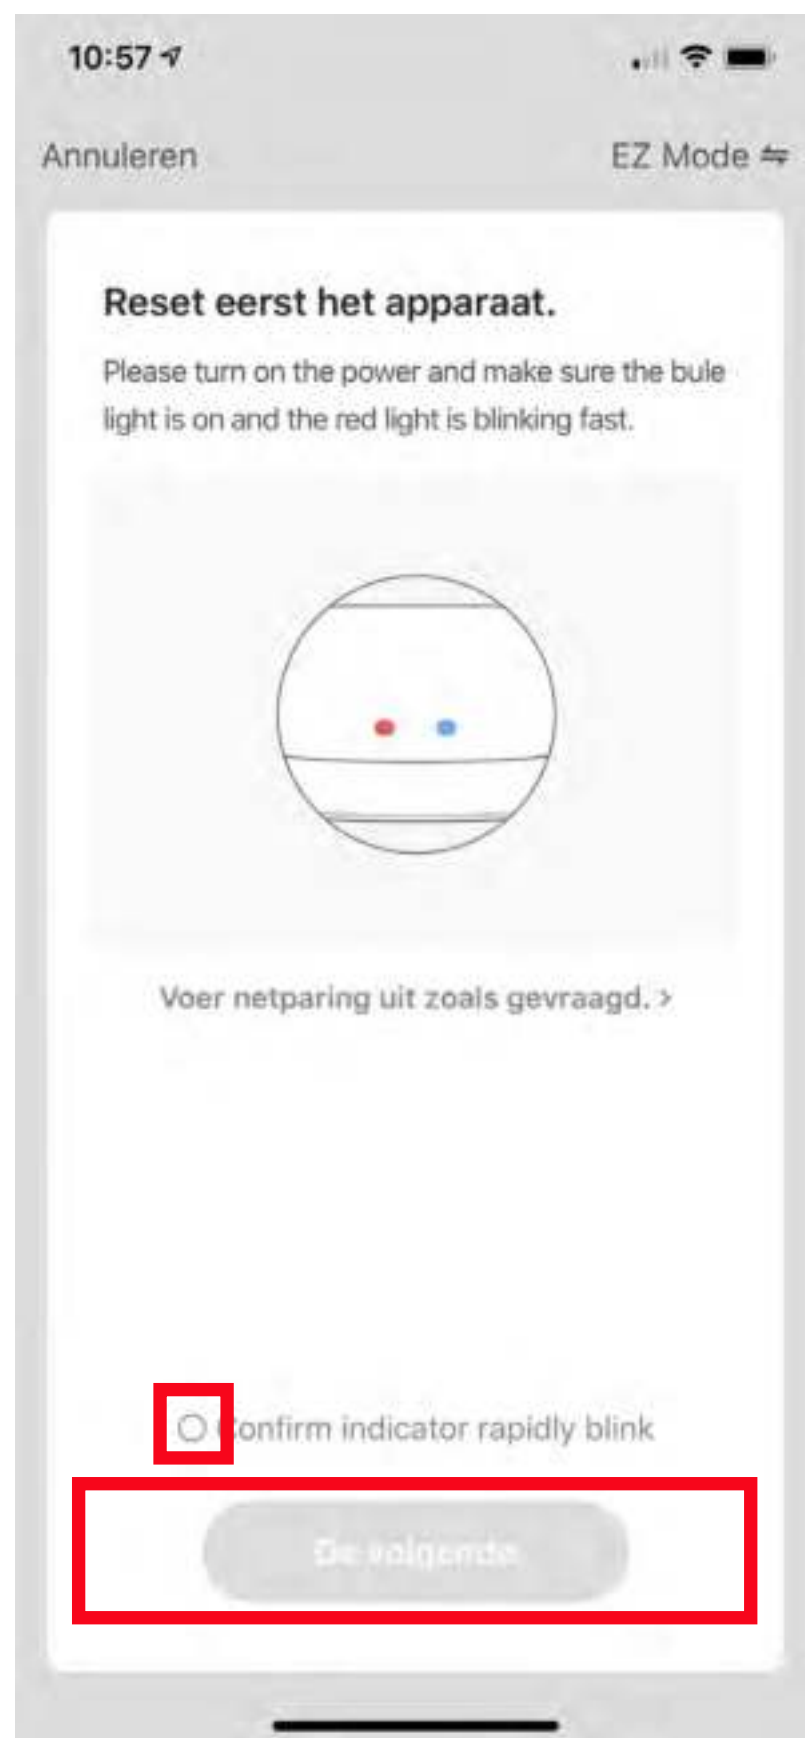 10:57
Annuleren
EZ Mode
Reset eerst het apparaat.
Please turn on the power and make sure the bule
light is on and the red light is blinking fast.
Voer netparing uit zoals gevraagd. >
Confirm indicator rapidly blink
De volgende